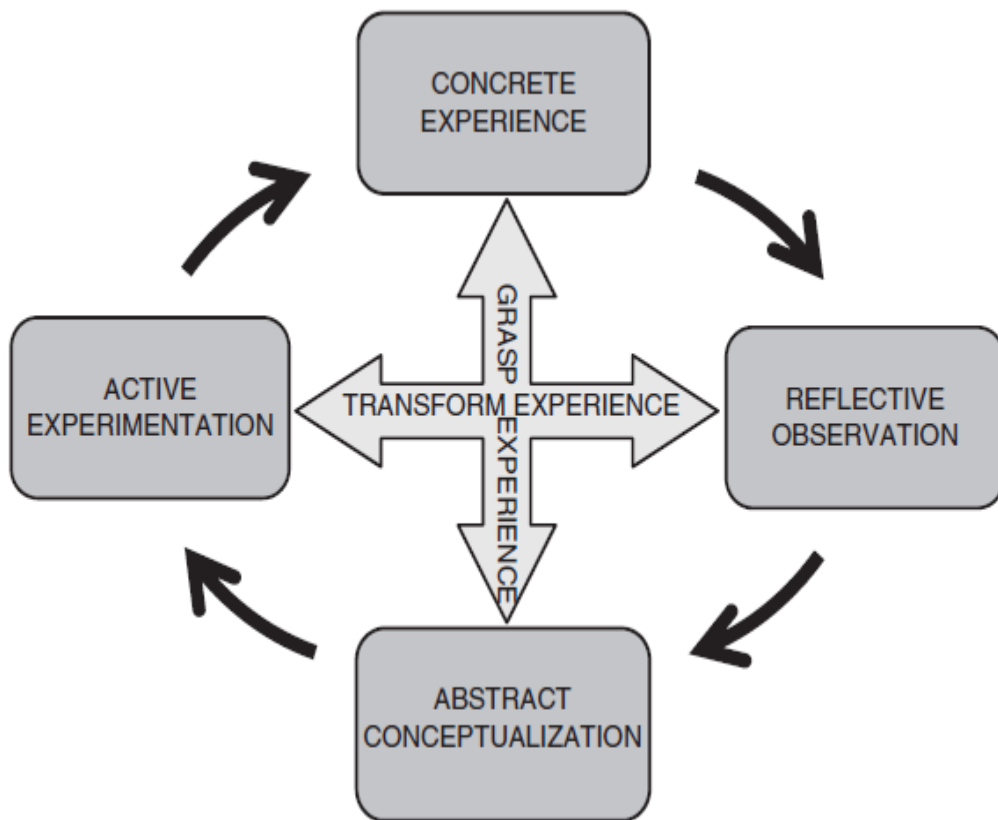 CONCRETE
EXPERIENCE
GRASP EXPERIENCE
ACTIVE
EXPERIMENTATION
TRANSFORM EXPERIENCE
REFLECTIVE
OBSERVATION
ABSTRACT
CONCEPTUALIZATION